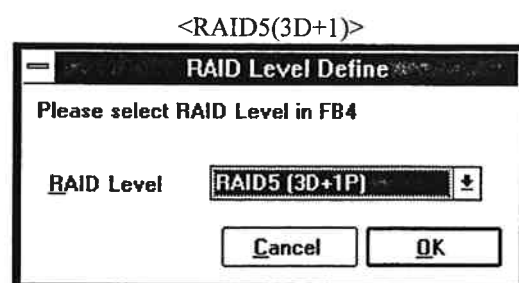 <RAID5(3D+1)>
RAID Level Define
Please select RAID Level in FB4
RAID Level RAID5 (3D+1P)
Cancel OK